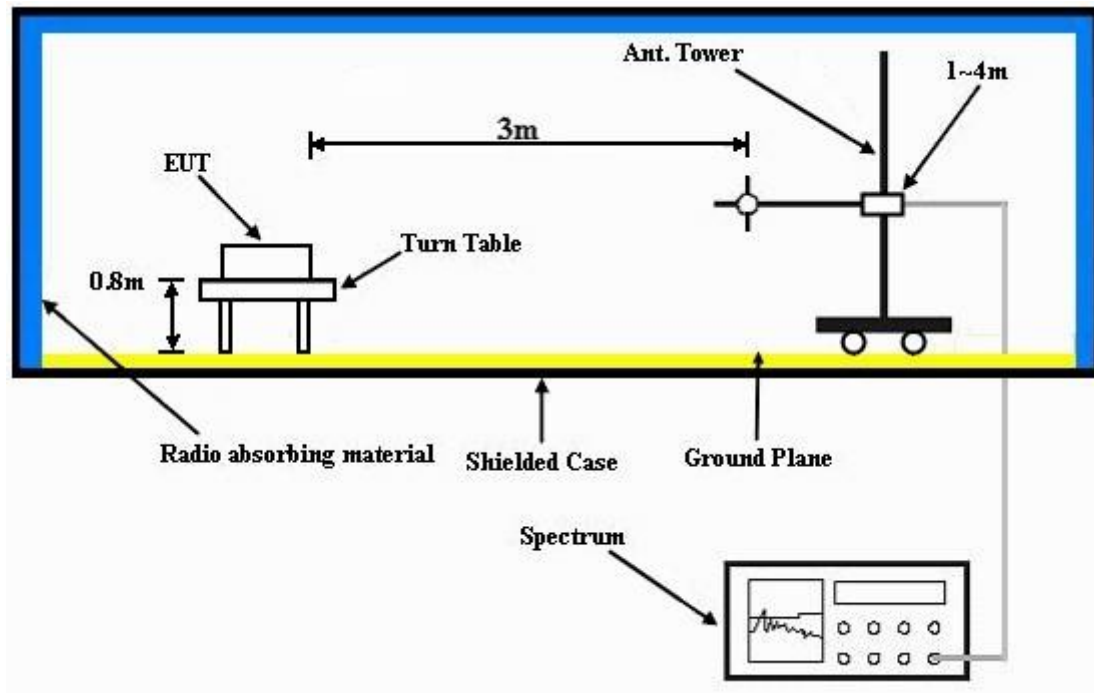 Ant. Tower
1~4m
3m
EUT
Turn Table
0.8m
Radio absorbing material
Shielded Case
Ground Plane
Spectrum